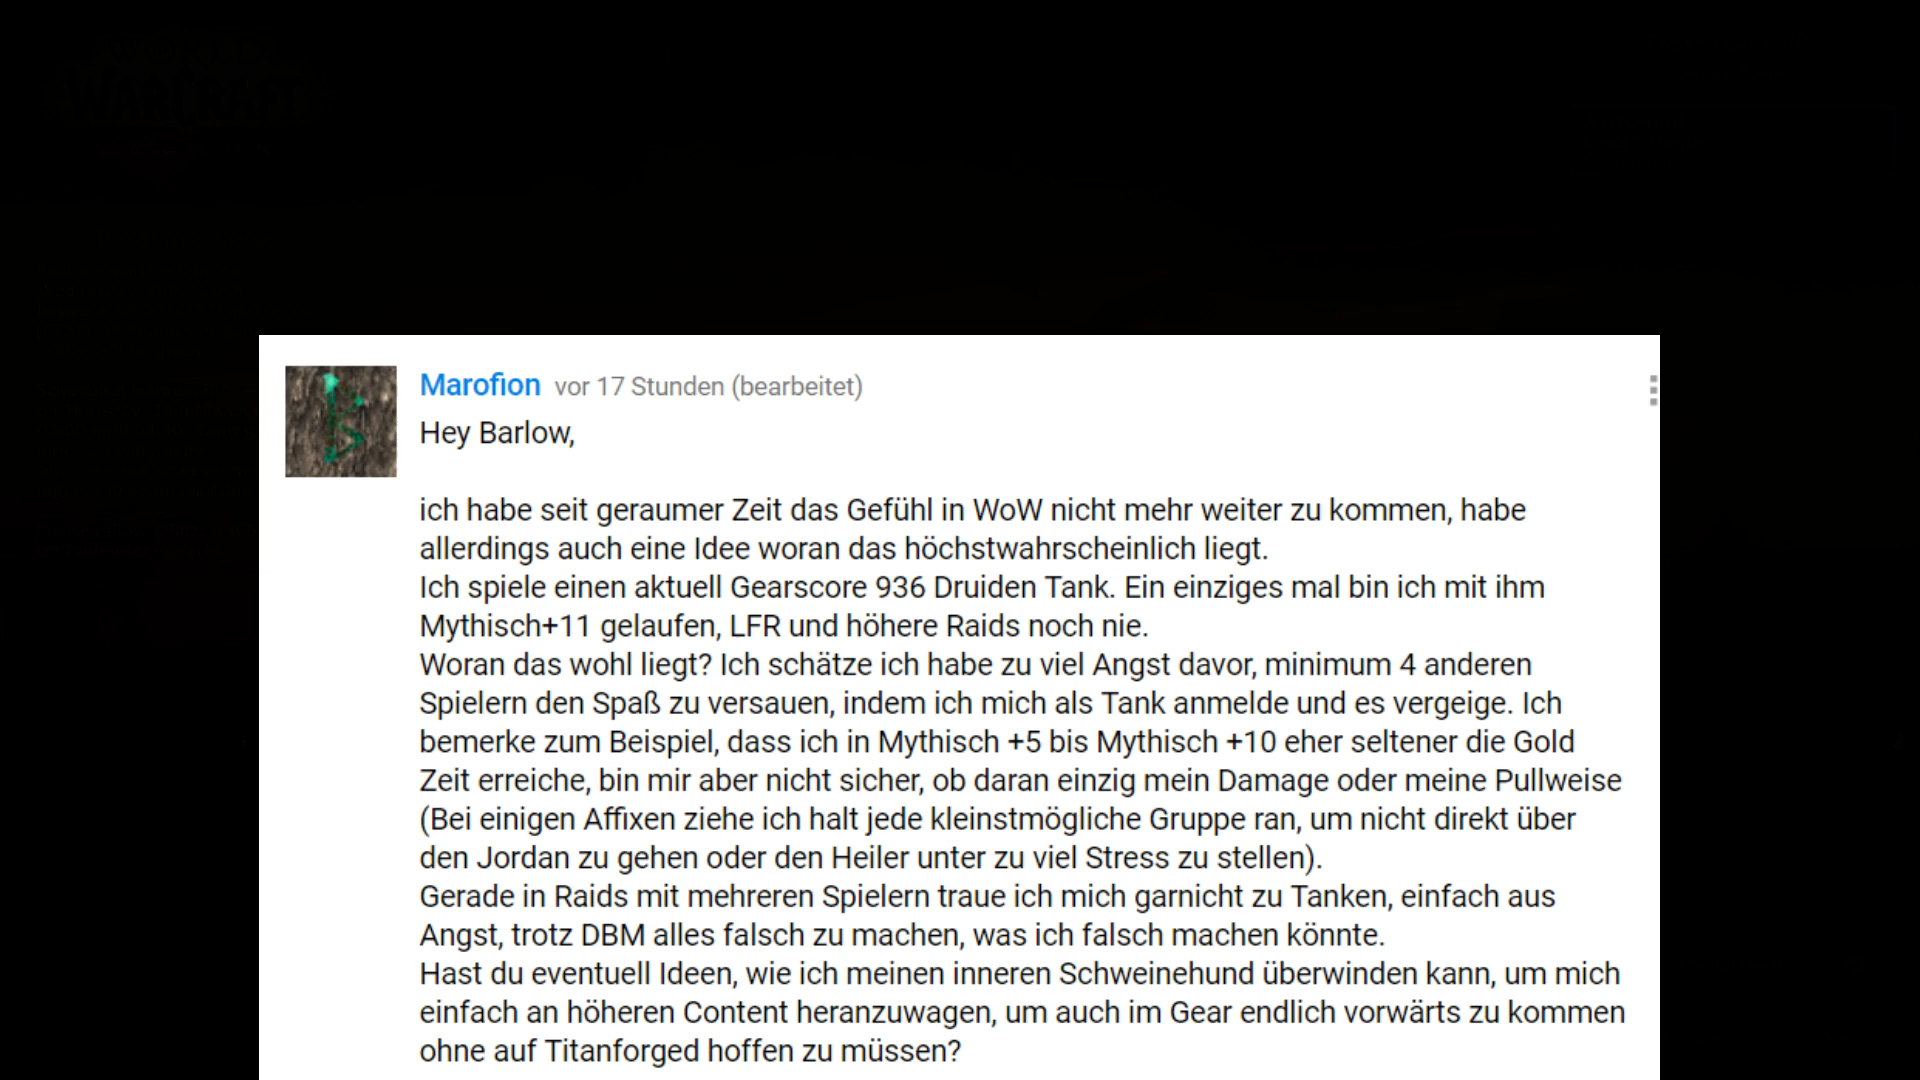 WARCRAFT
Marofion vor 17 Stunden (bearbeitet)
Hey Barlow,
ich habe seit geraumer Zeit das Gefühl in WoW nicht mehr weiter zu kommen, habe
allerdings auch eine Idee woran das höchstwahrscheinlich liegt.
Ich spiele einen aktuell Gearscore 936 Druiden Tank. Ein einziges mal bin ich mit ihm
Mythisch+11 gelaufen, LFR und höhere Raids noch nie.
Woran das wohl liegt? Ich schätze ich habe zu viel Angst davor, minimum 4 anderen
Spielern den Spaß zu versauen, indem ich mich als Tank anmelde und es vergeige. Ich
bemerke zum Beispiel, dass ich in Mythisch +5 bis Mythisch +10 eher seltener die Gold
Zeit erreiche, bin mir aber nicht sicher, ob daran einzig mein Damage oder meine Pullweise
(Bei einigen Affixen ziehe ich halt jede kleinstmögliche Gruppe ran, um nicht direkt über
den Jordan zu gehen oder den Heiler unter zu viel Stress zu stellen).
Gerade in Raids mit mehreren Spielern traue ich mich garnicht zu Tanken, einfach aus
Angst, trotz DBM alles falsch zu machen, was ich falsch machen könnte.
Hast du eventuell Ideen, wie ich meinen inneren Schweinehund überwinden kann, um mich
einfach an höheren Content heranzuwagen, um auch im Gear endlich vorwärts zu kommen
ohne auf Titanforged hoffen zu müssen?